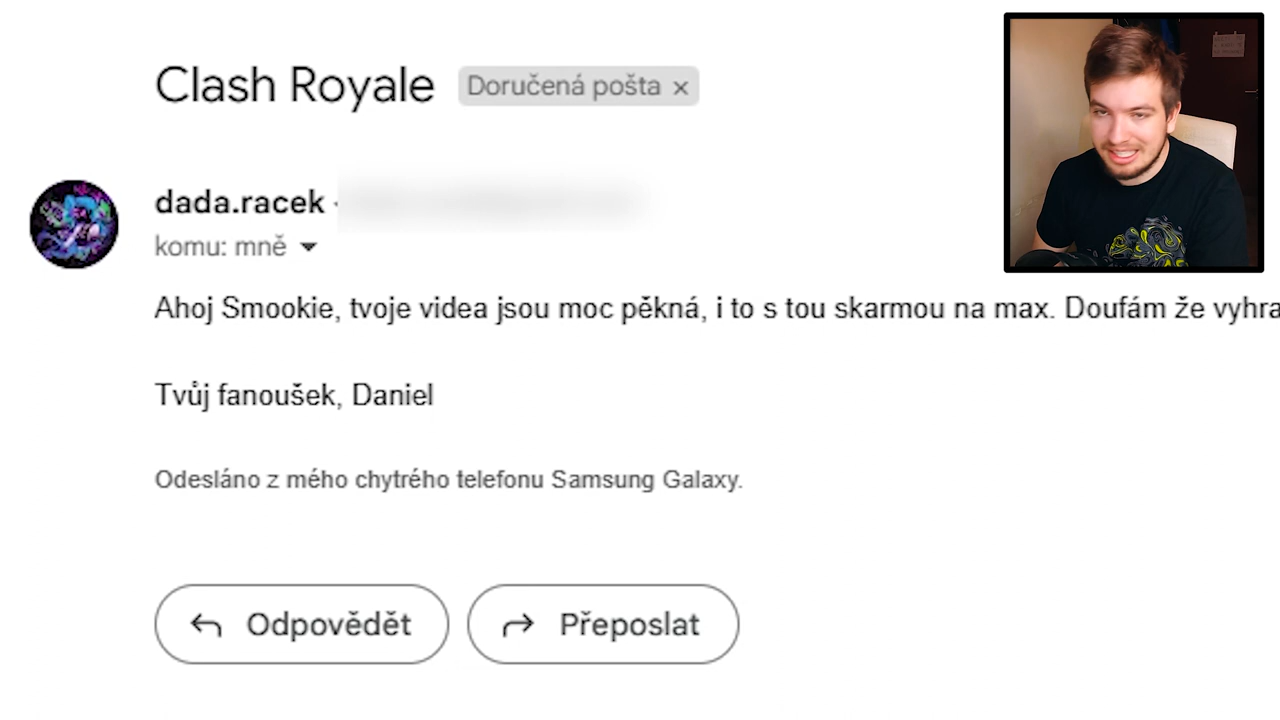 Clash Royale Doručená pošta ×
dada.racek
komu: mně
Ahoj Smookie, tvoje videa jsou moc pěkná, i to s tou skarmou na max. Doufám že vyhra
Tvůj fanoušek, Daniel
Odesláno z mého chytrého telefonu Samsung Galaxy.
Odpovědět Přeposlat